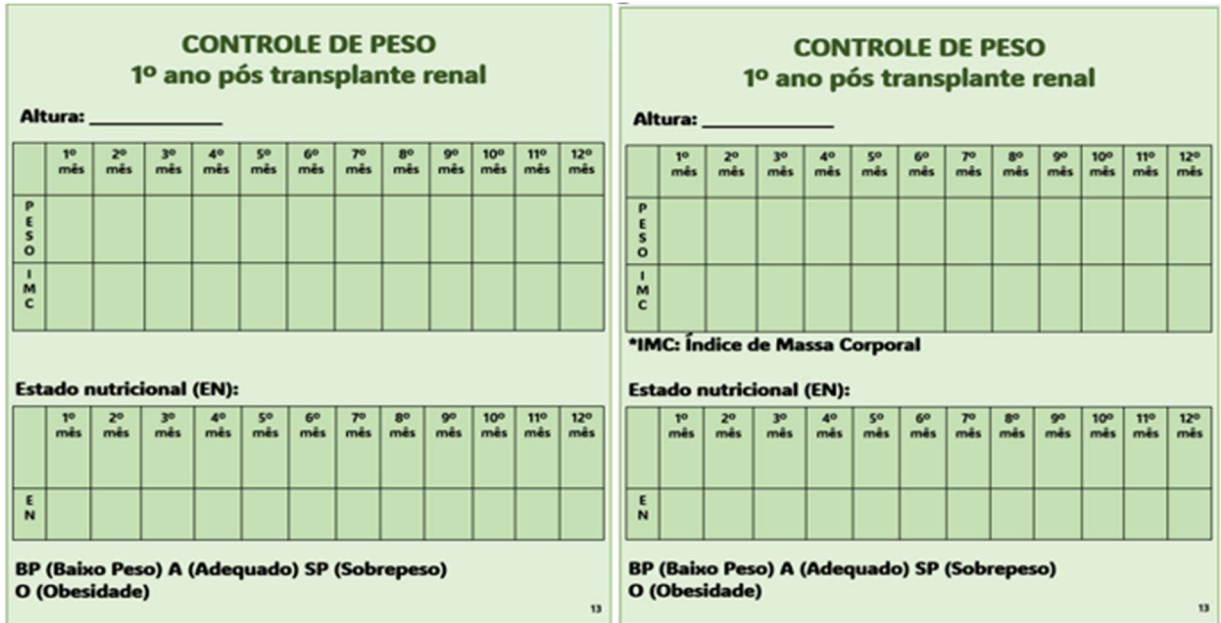 CONTROLE DE PESO
1º ano pós transplante renal
Altura: ____________
1º mês 2º mês 3º mês 4º mês 5º mês 6º mês 7º mês 8º mês 9º mês 10º mês 11º mês 12º mês
PESO
IMC
Estado nutricional (EN):
1º mês 2º mês 3º mês 4º mês 5º mês 6º mês 7º mês 8º mês 9º mês 10º mês 11º mês 12º mês
EN
BP (Baixo Peso) A (Adequado) SP (Sobrepeso)
O (Obesidade)
13
CONTROLE DE PESO
1º ano pós transplante renal
Altura: ____________
1º mês 2º mês 3º mês 4º mês 5º mês 6º mês 7º mês 8º mês 9º mês 10º mês 11º mês 12º mês
PESO
IMC
*IMC: Índice de Massa Corporal
Estado nutricional (EN):
1º mês 2º mês 3º mês 4º mês 5º mês 6º mês 7º mês 8º mês 9º mês 10º mês 11º mês 12º mês
EN
BP (Baixo Peso) A (Adequado) SP (Sobrepeso)
O (Obesidade)
13